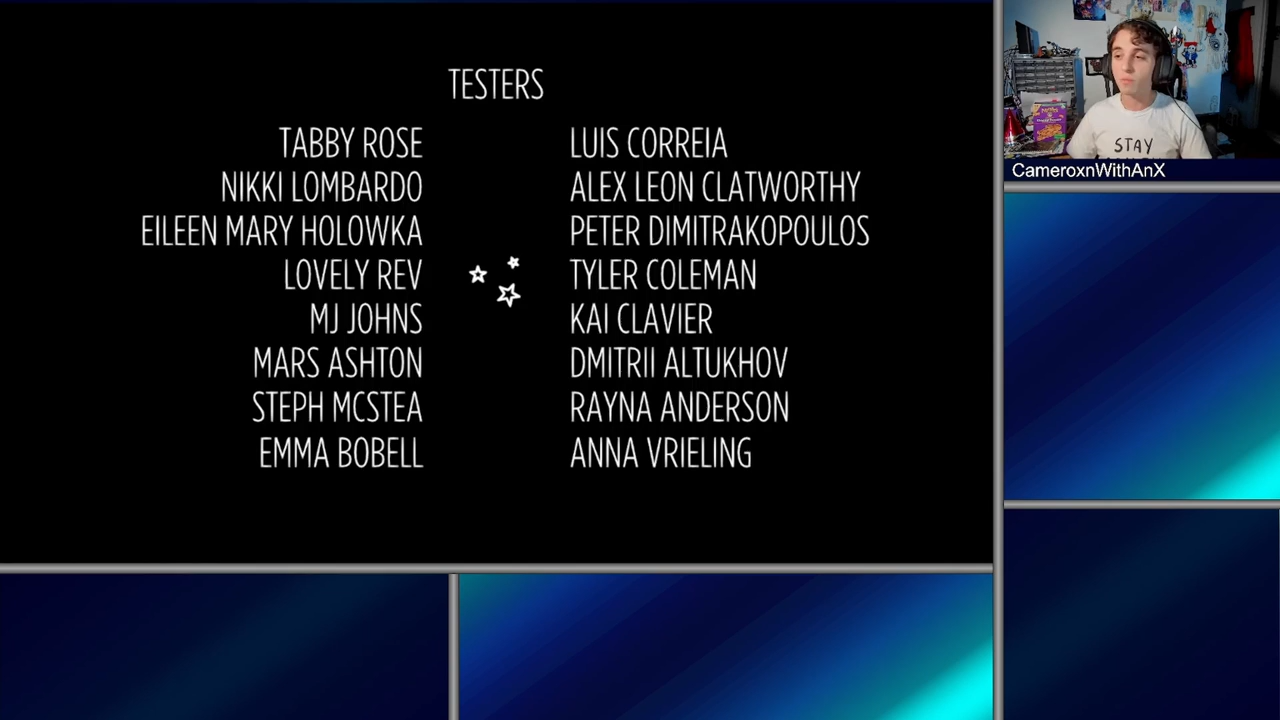 TESTERS
TABBY ROSE
NIKKI LOMBARDO
EILEEN MARY HOLOWKA
LOVELY REV
MJ JOHNS
MARS ASHTON
STEPH MCSTEA
EMMA BOBELL
LUIS CORREIA
ALEX LEON CLATWORTHY
PETER DIMITRAKOPOULOS
TYLER COLEMAN
KAI CLAVIER
DMITRII ALTUKHOV
RAYNA ANDERSON
ANNA VRIELING
STAY
CameroxnWithAnX